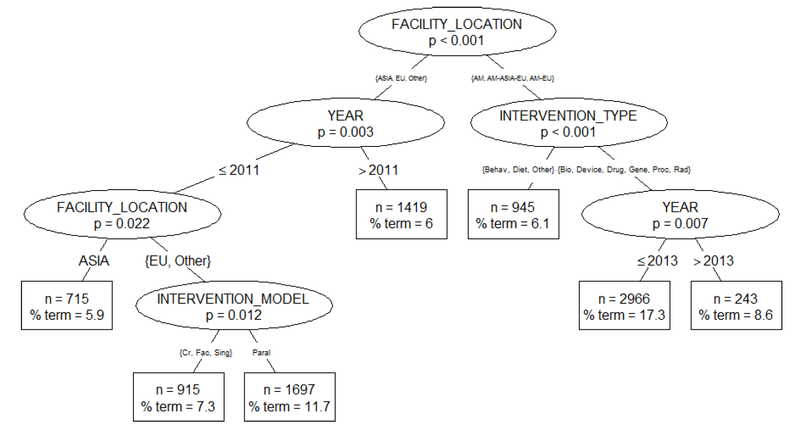 FACILITY_LOCATION
p < 0.001
{ASIA, EU, Other}
{AM, AM-ASIA-EU, AM-EU}
YEAR
p = 0.003
INTERVENTION_TYPE
p < 0.001
≤ 2011
> 2011
{Behav, Diet, Other}
{Bio, Device, Drug, Gene, Proc, Rad}
FACILITY_LOCATION
p = 0.022
n = 1419
% term = 6
n = 945
% term = 6.1
YEAR
p = 0.007
ASIA
{EU, Other}
≤2013
> 2013
n = 715
% term = 5.9
INTERVENTION_MODEL
p = 0.012
n = 2966
% term = 17.3
n = 243
% term = 8.6
{Cr, Fac, Sing}
Paral
n = 915
% term = 7.3
n = 1697
% term = 11.7